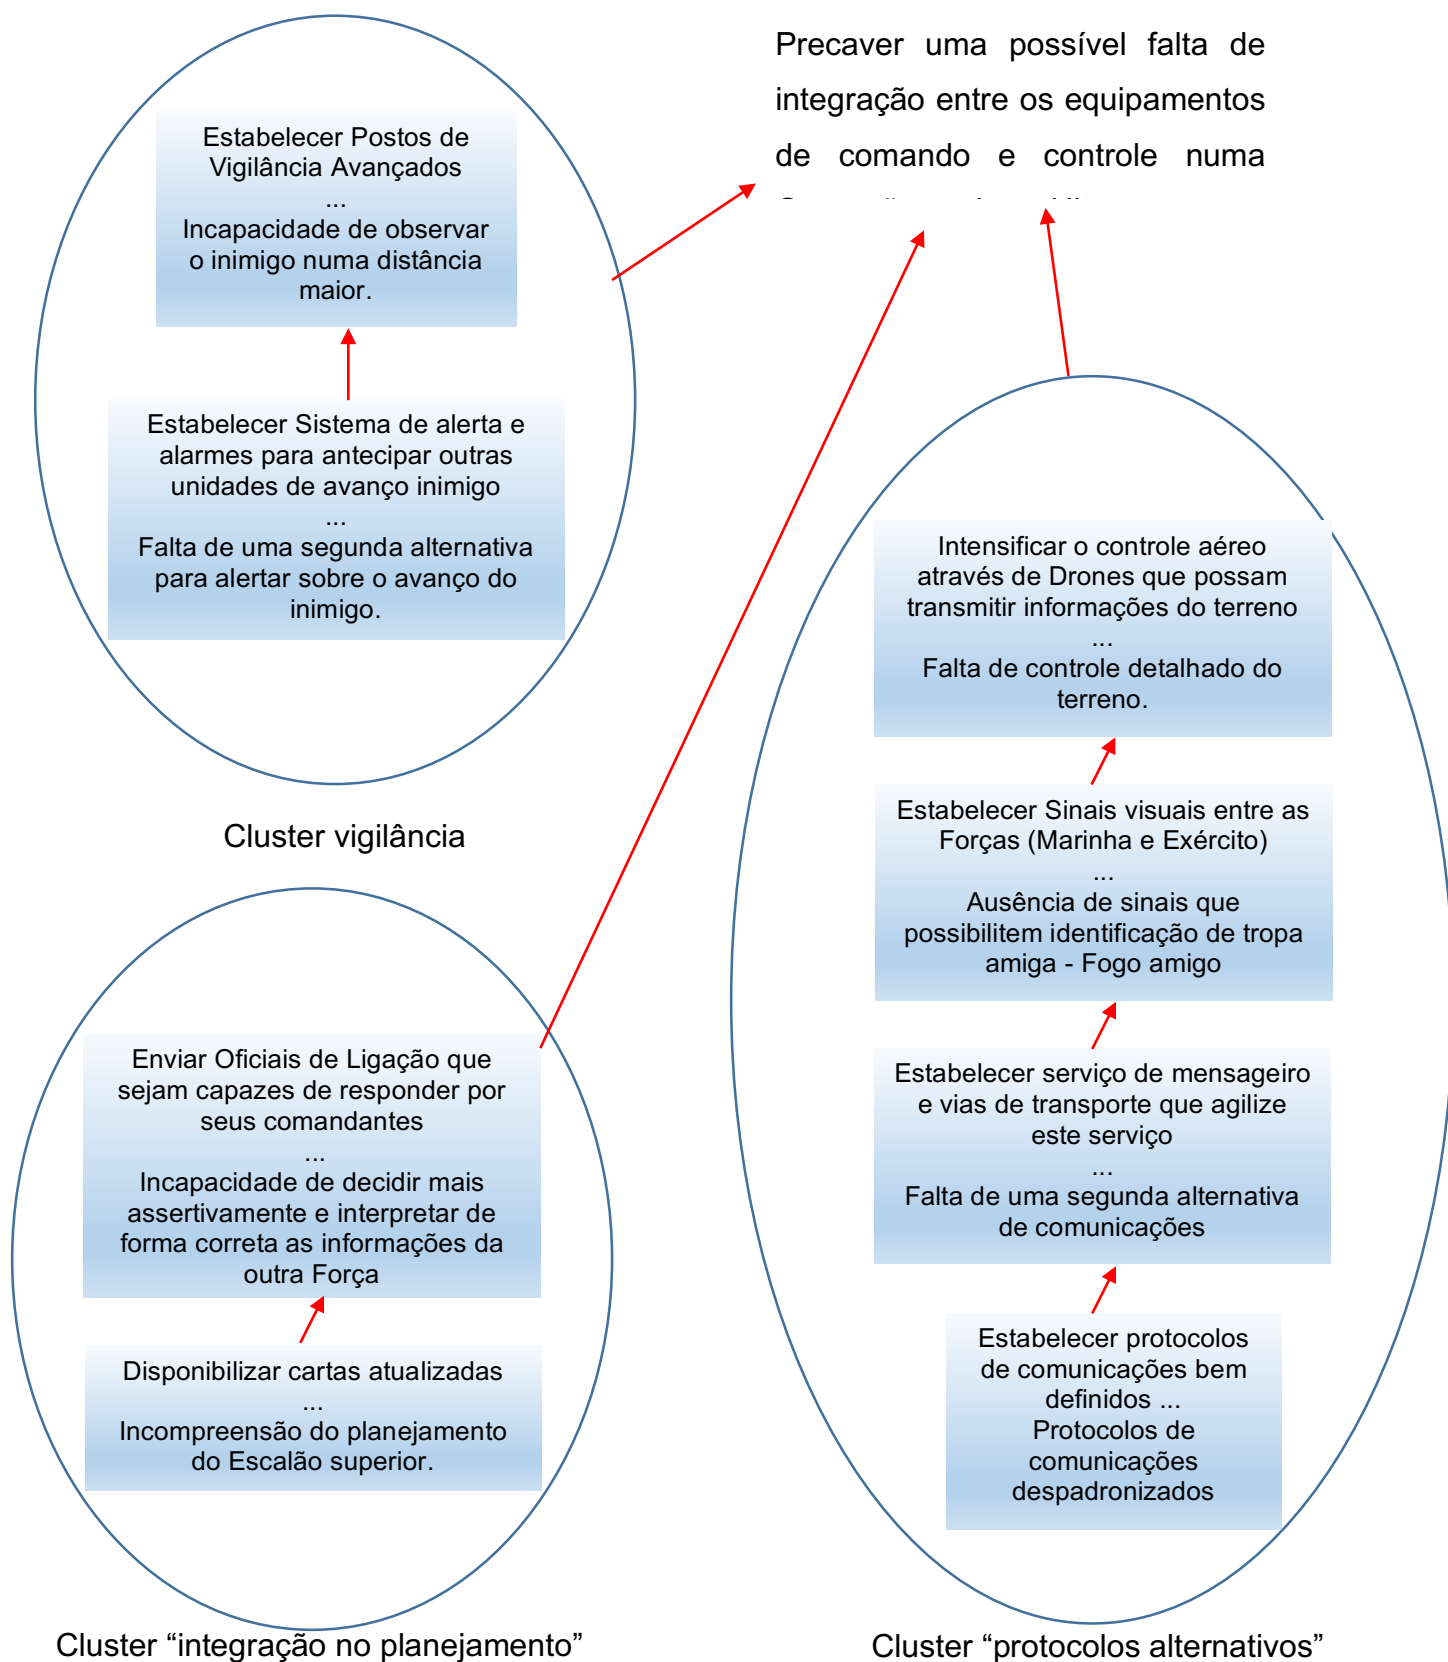 Precaver uma possível falta de
integração entre os equipamentos
de comando e controle numa
Estabelecer Postos de
Vigilância Avançados
...
Incapacidade de observar
o inimigo numa distância
maior.
Estabelecer Sistema de alerta e
alarmes para antecipar outras
unidades de avanço inimigo
...
Falta de uma segunda alternativa
para alertar sobre o avanço do
inimigo.
Cluster vigilância
Enviar Oficiais de Ligação que
sejam capazes de responder por
seus comandantes
...
Incapacidade de decidir mais
assertivamente e interpretar de
forma correta as informações da
outra Força
Disponibilizar cartas atualizadas
...
Incompreensão do planejamento
do Escalão superior.
Cluster “integração no planejamento”
Intensificar o controle aéreo
através de Drones que possam
transmitir informações do terreno
...
Falta de controle detalhado do
terreno.
Estabelecer Sinais visuais entre as
Forças (Marinha e Exército)
...
Ausência de sinais que
possibilitem identificação de tropa
amiga - Fogo amigo
Estabelecer serviço de mensageiro
e vias de transporte que agilize
este serviço
...
Falta de uma segunda alternativa
de comunicações
Estabelecer protocolos
de comunicações bem
definidos ...
Protocolos de
comunicações
despadronizados
Cluster “protocolos alternativos”